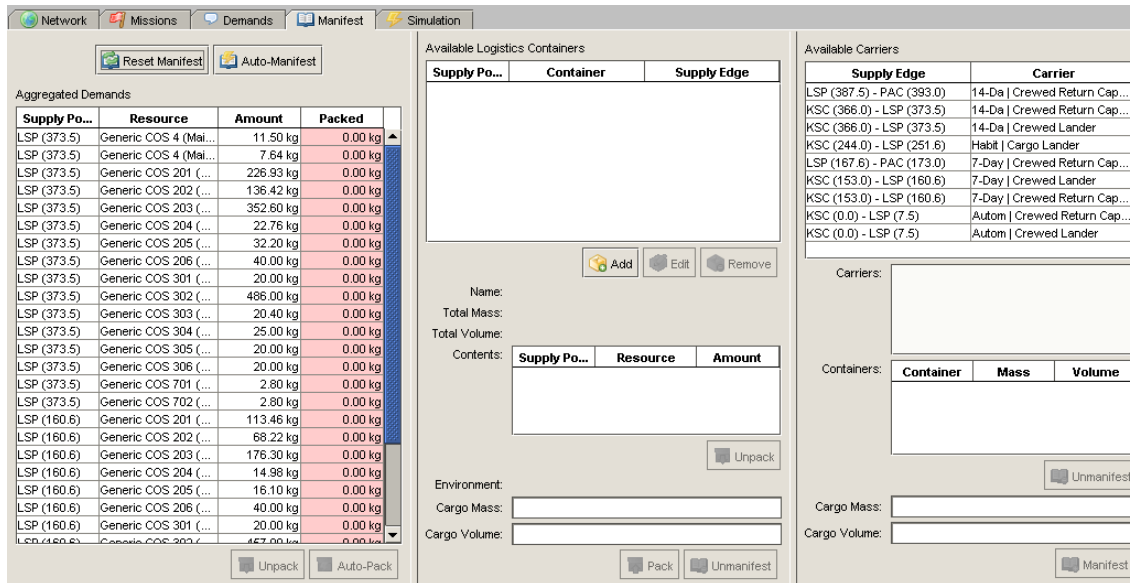 Network Missions Demands Manifest Simulation
Reset Manifest Auto-Manifest
Aggregated Demands
Supply Po... Resource Amount Packed
LSP (373.5) Generic COS 4 (Mai... 11.50 kg 0.00 kg
LSP (373.5) Generic COS 4 (Mai... 7.64 kg 0.00 kg
LSP (373.5) Generic COS 201 (... 226.93 kg 0.00 kg
LSP (373.5) Generic COS 202 (... 136.42 kg 0.00 kg
LSP (373.5) Generic COS 203 (... 352.60 kg 0.00 kg
LSP (373.5) Generic COS 204 (... 22.76 kg 0.00 kg
LSP (373.5) Generic COS 205 (... 32.20 kg 0.00 kg
LSP (373.5) Generic COS 206 (... 40.00 kg 0.00 kg
LSP (373.5) Generic COS 301 (... 20.00 kg 0.00 kg
LSP (373.5) Generic COS 302 (... 486.00 kg 0.00 kg
LSP (373.5) Generic COS 303 (... 20.40 kg 0.00 kg
LSP (373.5) Generic COS 304 (... 25.00 kg 0.00 kg
LSP (373.5) Generic COS 305 (... 20.00 kg 0.00 kg
LSP (373.5) Generic COS 306 (... 20.00 kg 0.00 kg
LSP (373.5) Generic COS 701 (... 2.80 kg 0.00 kg
LSP (373.5) Generic COS 702 (... 2.80 kg 0.00 kg
LSP (160.6) Generic COS 201 (... 113.46 kg 0.00 kg
LSP (160.6) Generic COS 202 (... 68.22 kg 0.00 kg
LSP (160.6) Generic COS 203 (... 176.30 kg 0.00 kg
LSP (160.6) Generic COS 204 (... 14.98 kg 0.00 kg
LSP (160.6) Generic COS 205 (... 16.10 kg 0.00 kg
LSP (160.6) Generic COS 206 (... 40.00 kg 0.00 kg
LSP (160.6) Generic COS 301 (... 20.00 kg 0.00 kg
LSP (160.6) Generic COS 302 (... 457.00 kg 0.00 kg
Unpack Auto-Pack
Available Logistics Containers
Supply Po... Container Supply Edge
Add Edit Remove
Name:
Total Mass:
Total Volume:
Contents:
Supply Po... Resource Amount
Unpack
Environment:
Cargo Mass:
Cargo Volume:
Pack Unmanifest
Available Carriers
Supply Edge Carrier
LSP (387.5) - PAC (393.0) 14-Da | Crewed Return Cap...
KSC (366.0) - LSP (373.5) 14-Da | Crewed Return Cap...
KSC (366.0) - LSP (373.5) 14-Da | Crewed Lander
KSC (244.0) - LSP (251.6) Habit | Cargo Lander
LSP (167.6) - PAC (173.0) 7-Day | Crewed Return Cap...
KSC (153.0) - LSP (160.6) 7-Day | Crewed Lander
KSC (153.0) - LSP (160.6) 7-Day | Crewed Return Cap...
KSC (0.0) - LSP (7.5) Autom | Crewed Return Cap...
KSC (0.0) - LSP (7.5) Autom | Crewed Lander
Carriers:
Containers:
Container Mass Volume
Unmanifest
Cargo Mass:
Cargo Volume:
Manifest